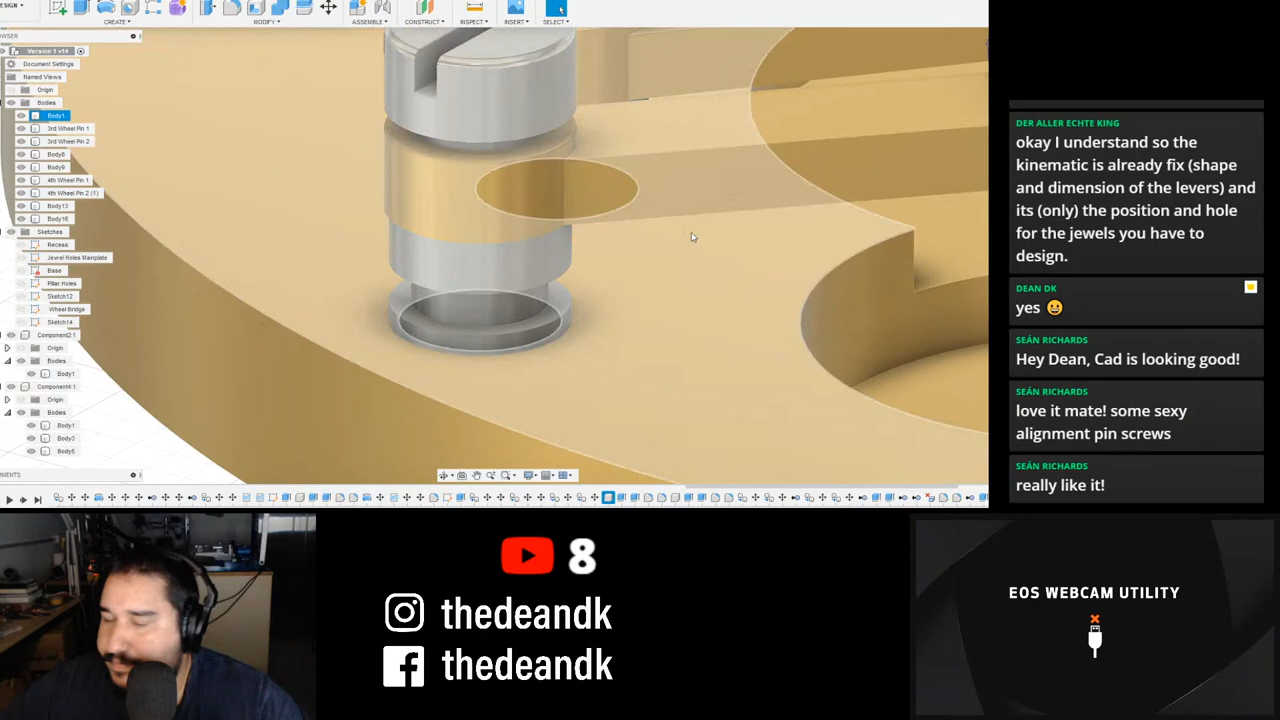 DESIGN
CREATE
MODIFY
ASSEMBLE
CONSTRUCT
INSPECT
INSERT
SELECT
Version 1 v14
Document Settings
Named Views
Origin
Bodies
Body1
3rd Wheel Pin 1
3rd Wheel Pin 2
Body8
Body9
4th Wheel Pin 1
4th Wheel Pin 2 (1)
Body13
Body16
Sketches
Recess
Jewel Holes Mainplate
Base
Pillar Holes
Sketch12
Wheel Bridge
Sketch14
Component2:1
Origin
Bodies
Body1
Component4:1
Origin
Bodies
Body1
Body3
Body5
DER ALLER ECHTE KING
okay I understand so the
kinematic is already fix (shape
and dimension of the levers) and
its (only) the position and hole
for the jewels you have to
design.
DEAN DK
yes 😀
SEÁN RICHARDS
Hey Dean, Cad is looking good!
SEÁN RICHARDS
love it mate! some sexy
alignment pin screws
SEÁN RICHARDS
really like it!
8
thedeandk
thedeandk
EOS WEBCAM UTILITY